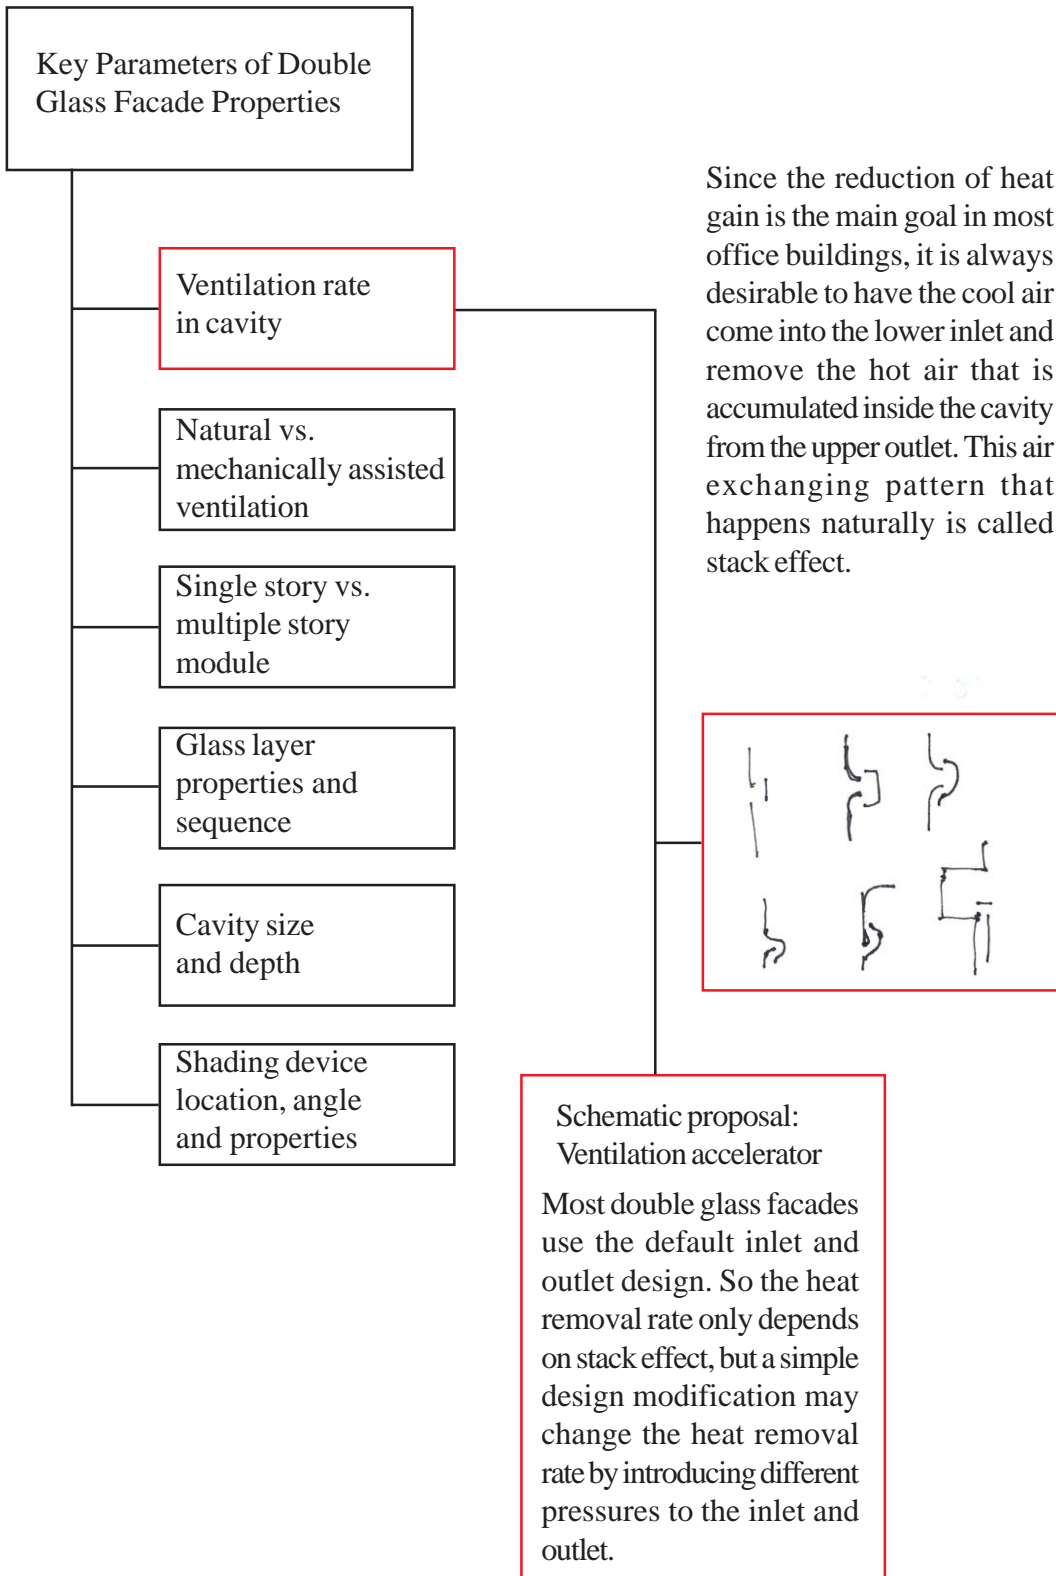 Key Parameters of Double
Glass Facade Properties
Ventilation rate
in cavity
Natural vs.
mechanically assisted
ventilation
Single story vs.
multiple story
module
Glass layer
properties and
sequence
Cavity size
and depth
Shading device
location, angle
and properties
Since the reduction of heat
gain is the main goal in most
office buildings, it is always
desirable to have the cool air
come into the lower inlet and
remove the hot air that is
accumulated inside the cavity
from the upper outlet. This air
exchanging pattern that
happens naturally is called
stack effect.
Schematic proposal:
Ventilation accelerator
Most double glass facades
use the default inlet and
outlet design. So the heat
removal rate only depends
on stack effect, but a simple
design modification may
change the heat removal
rate by introducing different
pressures to the inlet and
outlet.